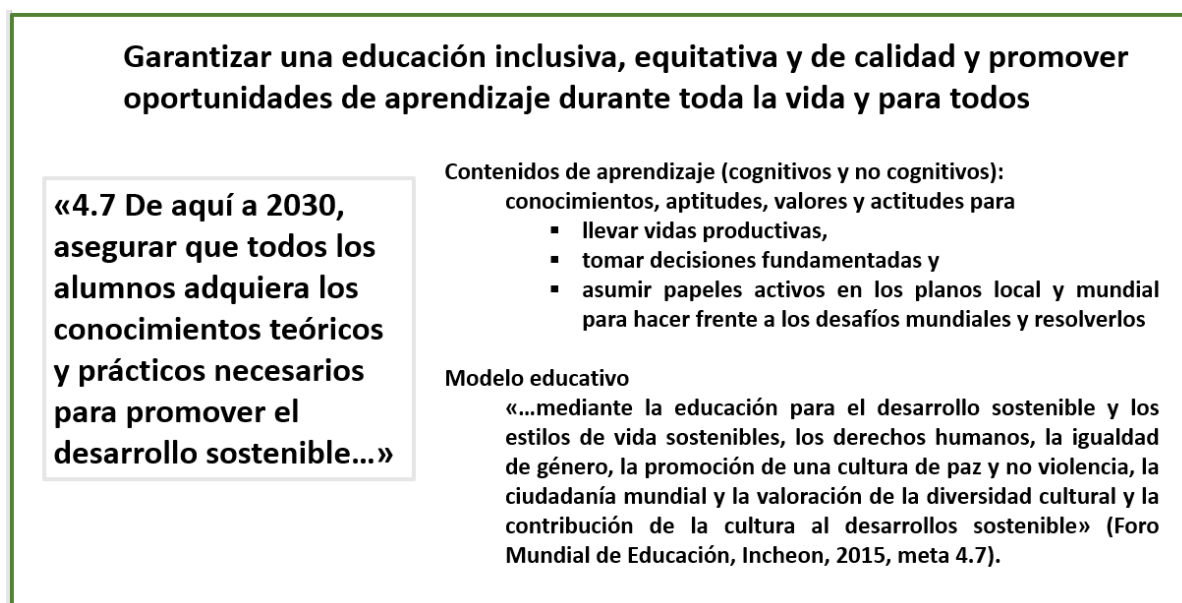 Garantizar una educación inclusiva, equitativa y de calidad y promover
oportunidades de aprendizaje durante toda la vida y para todos
«4.7 De aquí a 2030,
asegurar que todos los
alumnos adquiera los
conocimientos teóricos
y prácticos necesarios
para promover el
desarrollo sostenible...»
Contenidos de aprendizaje (cognitivos y no cognitivos):
conocimientos, aptitudes, valores y actitudes para
▪ llevar vidas productivas,
▪ tomar decisiones fundamentadas y
▪ asumir papeles activos en los planos local y mundial
para hacer frente a los desafíos mundiales y resolverlos
Modelo educativo
«...mediante la educación para el desarrollo sostenible y los
estilos de vida sostenibles, los derechos humanos, la igualdad
de género, la promoción de una cultura de paz y no violencia, la
ciudadanía mundial y la valoración de la diversidad cultural y la
contribución de la cultura al desarrollos sostenible» (Foro
Mundial de Educación, Incheon, 2015, meta 4.7).